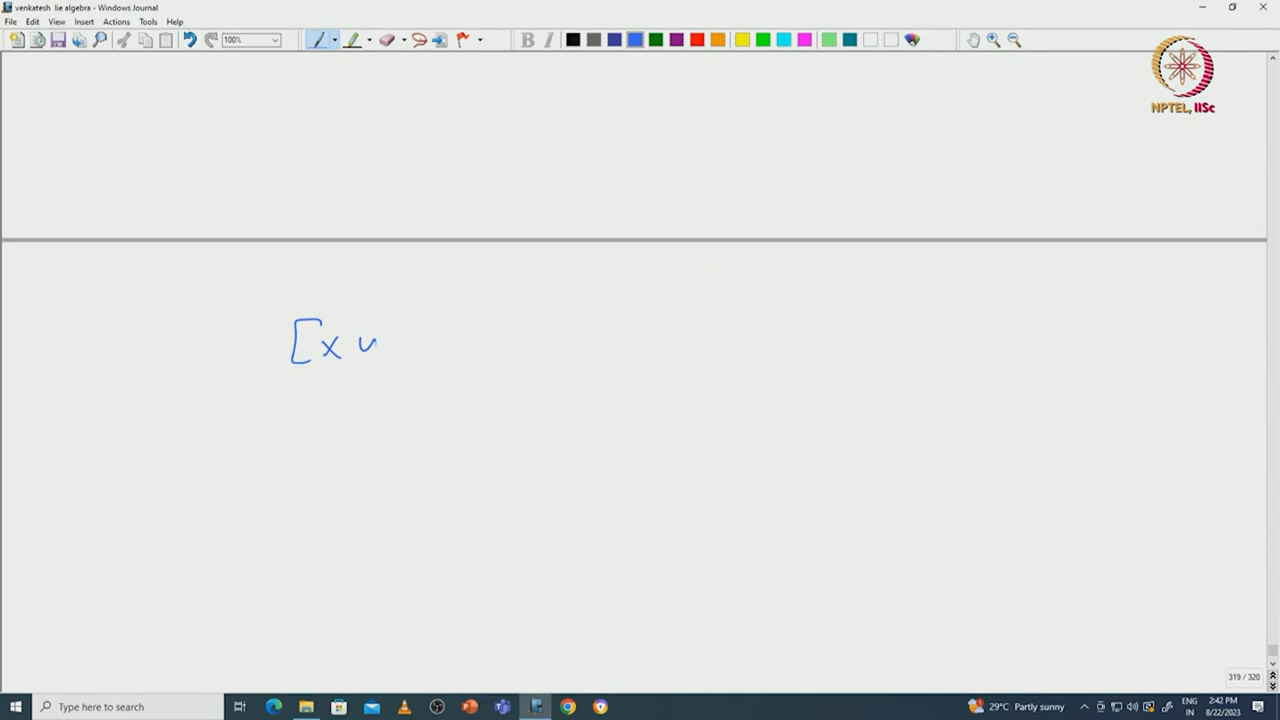 venkatesh lie algebra - Windows Journal
File Edit View Insert Actions Tools Help
100%
B I
NPTEL, IISc
[x
319 / 320
Type here to search
29°C Partly sunny
ENG
IN
2:42 PM
8/22/2023